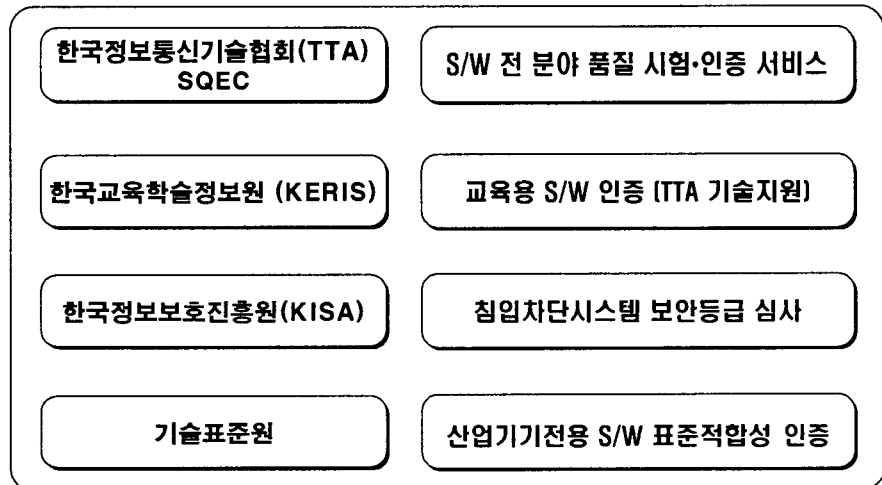 한국정보통신기술협회(TTA)
SQEC
S/W 전 분야 품질 시험·인증 서비스
한국교육학술정보원 (KERIS)
교육용 S/W 인증 (TTA 기술지원)
한국정보보호진흥원(KISA)
침입차단시스템 보안등급 심사
기술표준원
산업기기전용 S/W 표준적합성 인증